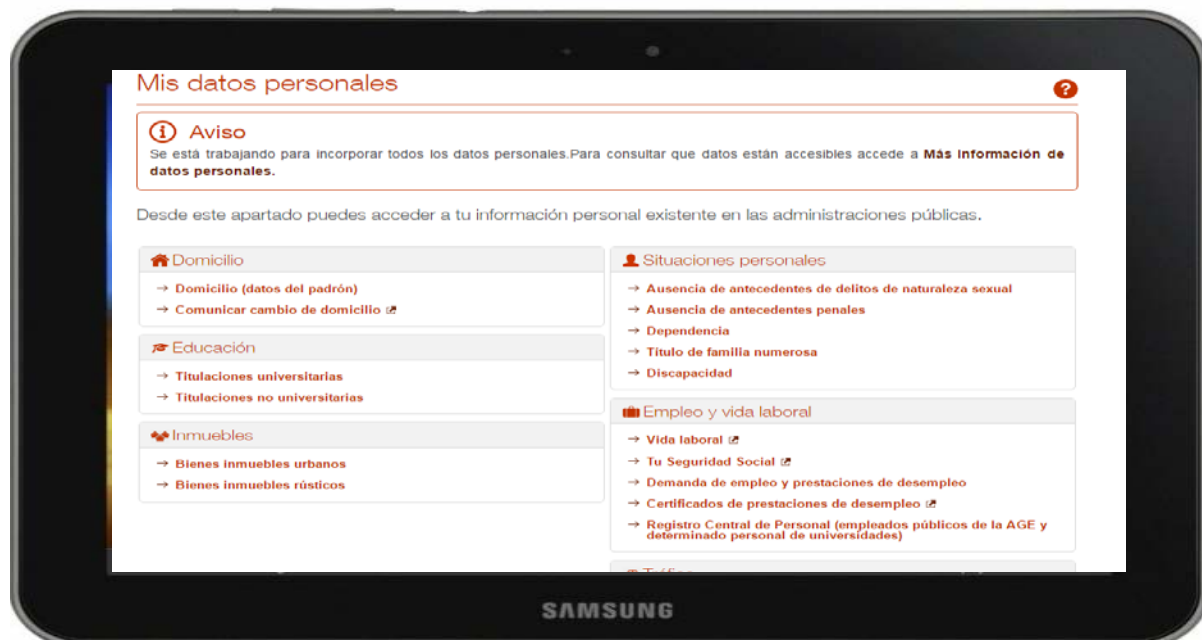 Mis datos personales
?
Aviso
Se está trabajando para incorporar todos los datos personales.Para consultar que datos están accesibles accede a Más Información de
datos personales.
Desde este apartado puedes acceder a tu información personal existente en las administraciones públicas.
Domicilio
→ Domicilio (datos del padrón)
→ Comunicar cambio de domicilio
Educación
→ Titulaciones universitarias
→ Titulaciones no universitarias
Inmuebles
→ Bienes inmuebles urbanos
→ Bienes inmuebles rústicos
Situaciones personales
→ Ausencia de antecedentes de delitos de naturaleza sexual
→ Ausencia de antecedentes penales
→ Dependencia
→ Título de familia numerosa
→ Discapacidad
Empleo y vida laboral
→ Vida laboral
→ Tu Seguridad Social
→ Demanda de empleo y prestaciones de desempleo
→ Certificados de prestaciones de desempleo
→ Registro Central de Personal (empleados públicos de la AGE y
determinado personal de universidades)
SAMSUNG